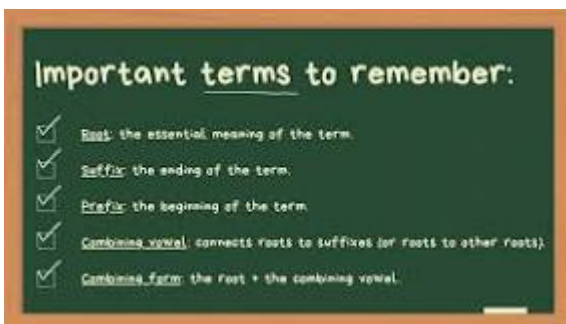 Important terms to remember:
Root: the essential meaning of the term.
Suffix: the ending of the term.
Prefix: the beginning of the term.
Combining vowel: connects roots to suffixes (or roots to other roots).
Combining form: the root + the combining vowel.